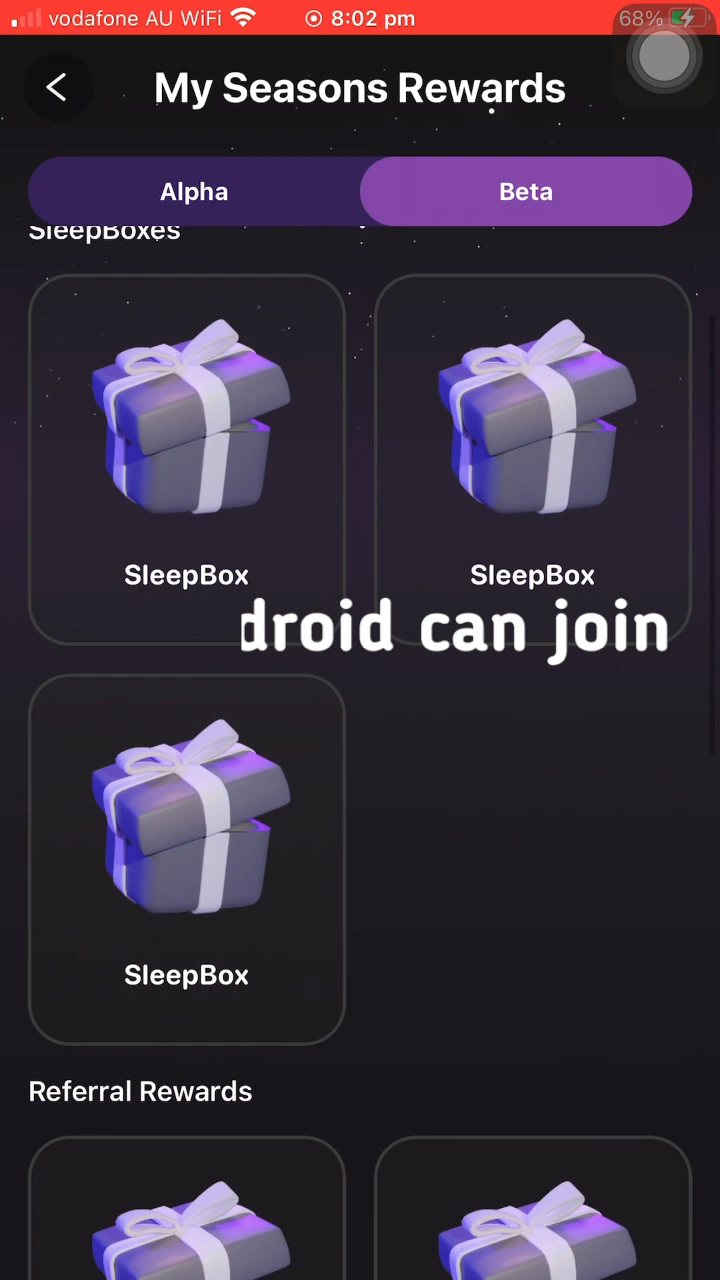 vodafone AU WiFi 8:02 pm 68%
My Seasons Rewards
Alpha Beta
SleepBoxes
SleepBox SleepBox
droid can join
SleepBox
Referral Rewards